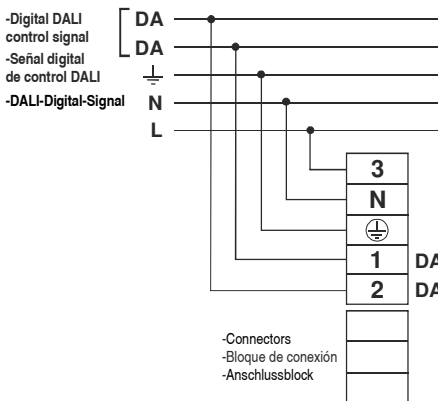 -Digital DALI
control signal
-Señal digital
de control DALI
-DALI-Digital-Signal
DA
DA
N
L
3
N
1 DA
2 DA
-Connectors
-Bloque de conexión
-Anschlussblock